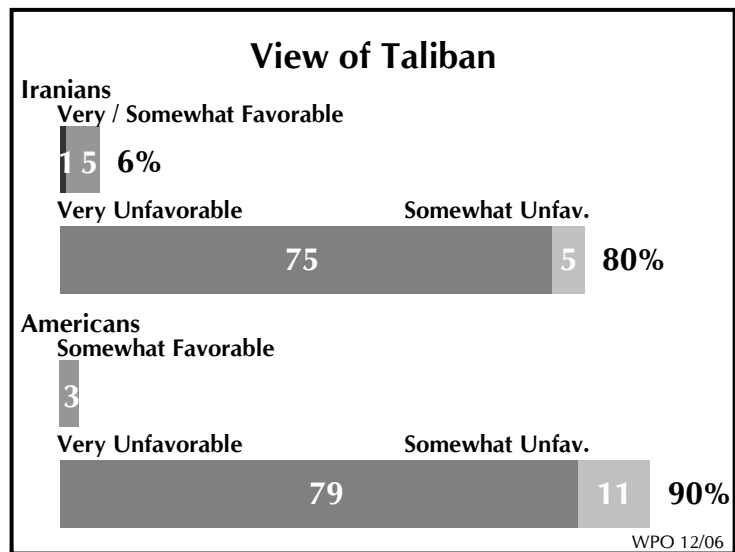 View of Taliban
Iranians
Very / Somewhat Favorable
1 5 6%
Very Unfavorable Somewhat Unfav.
75 5 80%
Americans
Somewhat Favorable
3
Very Unfavorable Somewhat Unfav.
79 11 90%
WPO 12/06